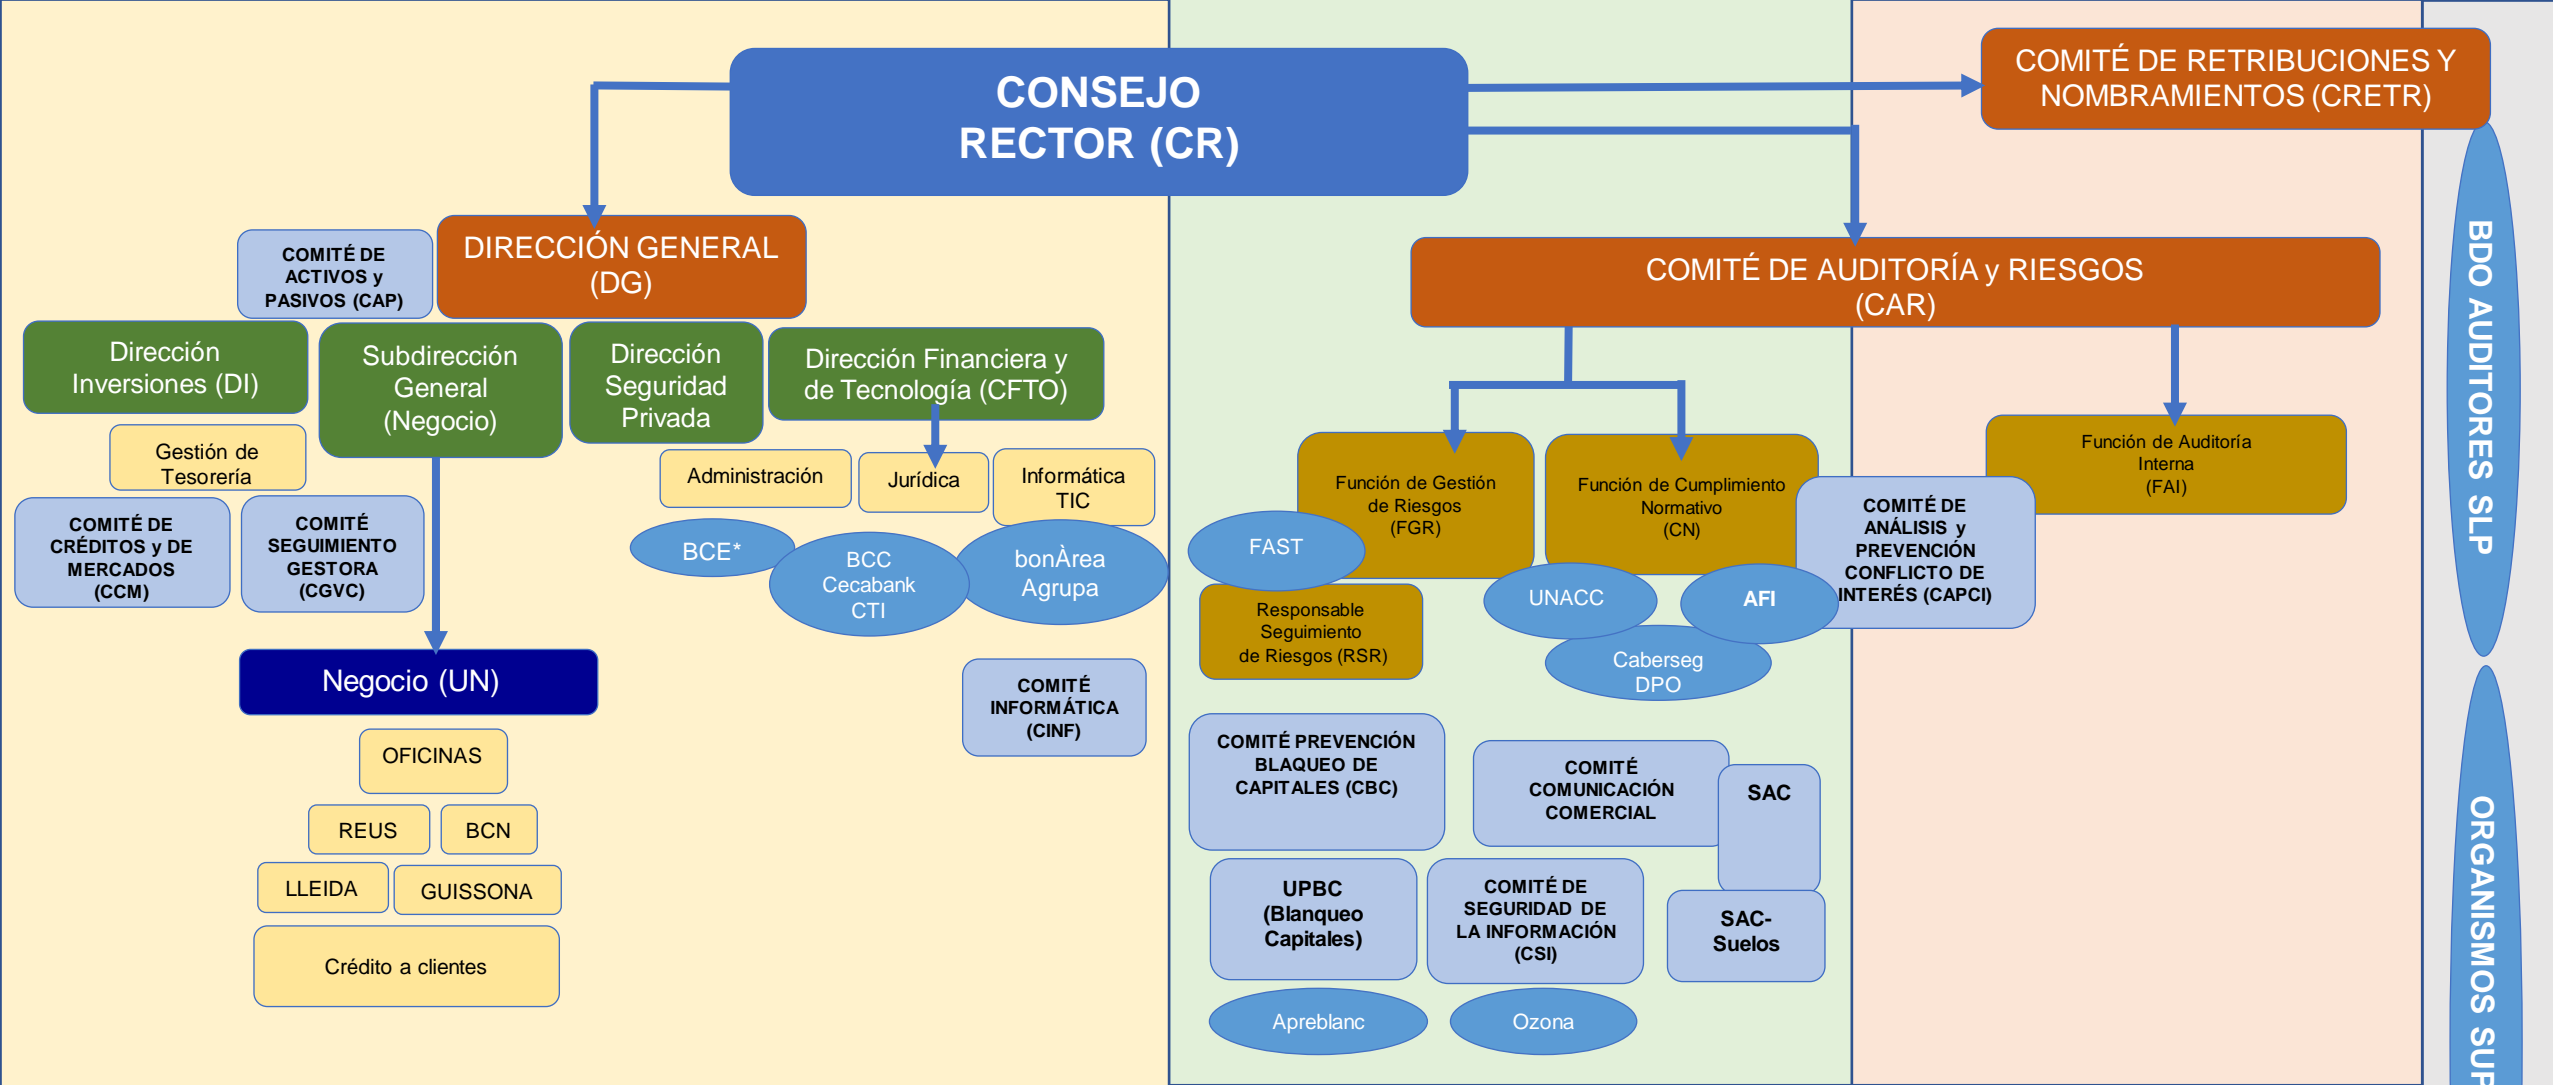 CONSEJO
RECTOR (CR)
COMITÉ DE RETRIBUCIONES Y
NOMBRAMIENTOS (CRETR)
COMITÉ DE
ACTIVOS y
PASIVOS (CAP)
DIRECCIÓN GENERAL
(DG)
COMITÉ DE AUDITORÍA y RIESGOS
(CAR)
Dirección
Inversiones (DI)
Subdirección
General
(Negocio)
Dirección
Seguridad
Privada
Dirección Financiera y
de Tecnología (CFTO)
Gestión de
Tesorería
Administración
Jurídica
Informática
TIC
COMITÉ DE
CRÉDITOS y DE
MERCADOS
(CCM)
COMITÉ
SEGUIMIENTO
GESTORA
(CGVC)
BCE*
BCC
Cecabank
CTI
bonÀrea
Agrupa
COMITÉ
INFORMÁTICA
(CINF)
Negocio (UN)
OFICINAS
REUS
BCN
LLEIDA
GUISSONA
Crédito a clientes
Función de Gestión
de Riesgos
(FGR)
Función de Cumplimiento
Normativo
(CN)
Función de Auditoría
Interna
(FAI)
COMITÉ DE
ANÁLISIS y
PREVENCIÓN
CONFLICTO DE
INTERÉS (CAPCI)
FAST
Responsable
Seguimiento
de Riesgos (RSR)
UNACC
AFI
Caberseg
DPO
COMITÉ PREVENCIÓN
BLAQUEO DE
CAPITALES (CBC)
COMITÉ
COMUNICACIÓN
COMERCIAL
SAC
UPBC
(Blanqueo
Capitales)
COMITÉ DE
SEGURIDAD DE
LA INFORMACIÓN
(CSI)
SAC-
Suelos
Apreblanc
Ozona
BDO AUDITORES SLP
ORGANISMOS SUP